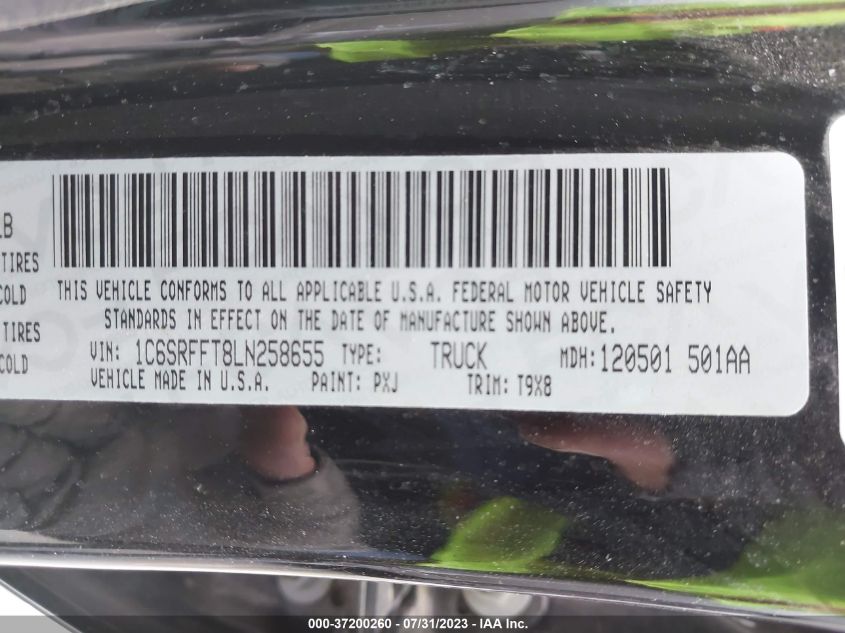 LB
TIRES
COLD
TIRES
COLD
THIS VEHICLE CONFORMS TO ALL APPLICABLE U.S.A. FEDERAL MOTOR VEHICLE SAFETY
STANDARDS IN EFFECT ON THE DATE OF MANUFACTURE SHOWN ABOVE.
VIN: 1C6SRFFT8LN258655 TYPE: TRUCK MDH:120501 501AA
VEHICLE MADE IN U.S.A. PAINT: PXJ TRIM: T9X8
000-37200260 - 07/31/2023 - IAA Inc.